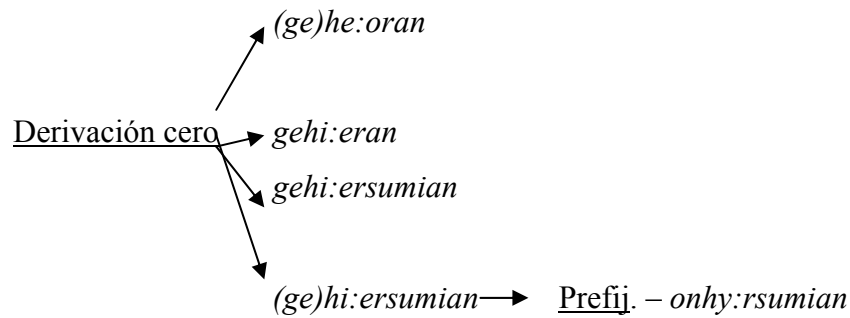 (ge)he:oran
Derivación cero
gehi:eran
gehi:ersumian
(ge)hi:ersumian Prefij. – onhy:rsumian